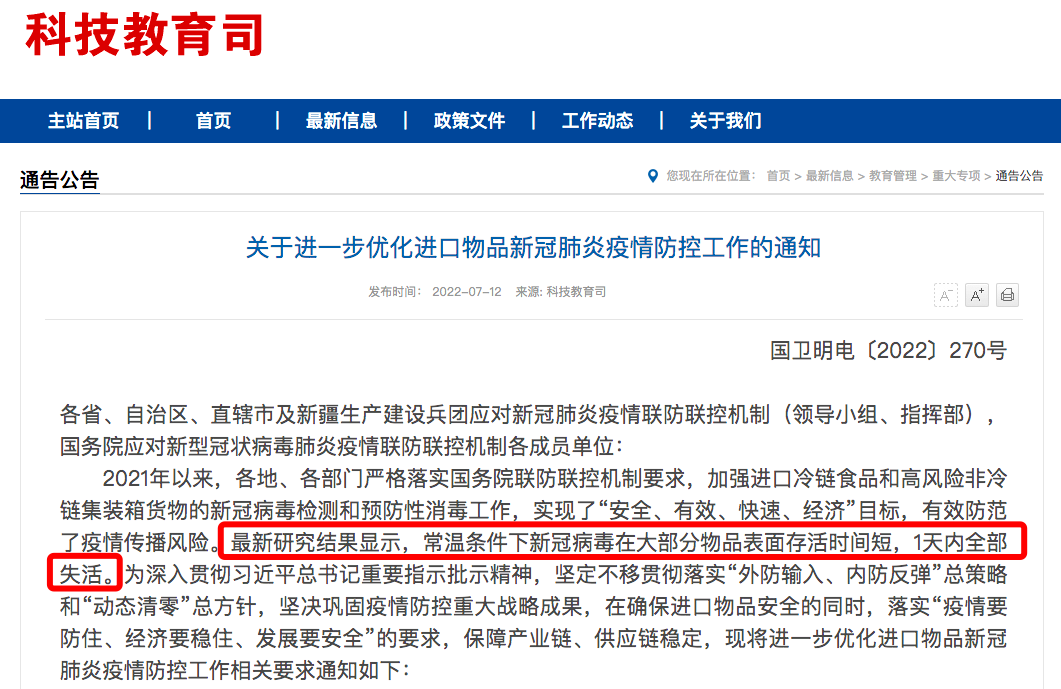 科技教育司
主站首页 | 首页 | 最新信息 | 政策文件 | 工作动态 | 关于我们
通告公告
您现在所在位置： 首页 > 最新信息 > 教育管理 > 重大专项 > 通告公告
关于进一步优化进口物品新冠肺炎疫情防控工作的通知
发布时间： 2022-07-12 来源: 科技教育司
A- A+
国卫明电〔2022〕270号
各省、自治区、直辖市及新疆生产建设兵团应对新冠肺炎疫情联防联控机制（领导小组、指挥部），
国务院应对新型冠状病毒肺炎疫情联防联控机制各成员单位：
2021年以来，各地、各部门严格落实国务院联防联控机制要求，加强进口冷链食品和高风险非冷
链集装箱货物的新冠病毒检测和预防性消毒工作，实现了“安全、有效、快速、经济”目标，有效防范
了疫情传播风险。最新研究结果显示，常温条件下新冠病毒在大部分物品表面存活时间短，1天内全部
失活。为深入贯彻习近平总书记重要指示批示精神，坚定不移贯彻落实“外防输入、内防反弹”总策略
和“动态清零”总方针，坚决巩固疫情防控重大战略成果，在确保进口物品安全的同时，落实“疫情要
防住、经济要稳住、发展要安全”的要求，保障产业链、供应链稳定，现将进一步优化进口物品新冠
肺炎疫情防控工作相关要求通知如下：